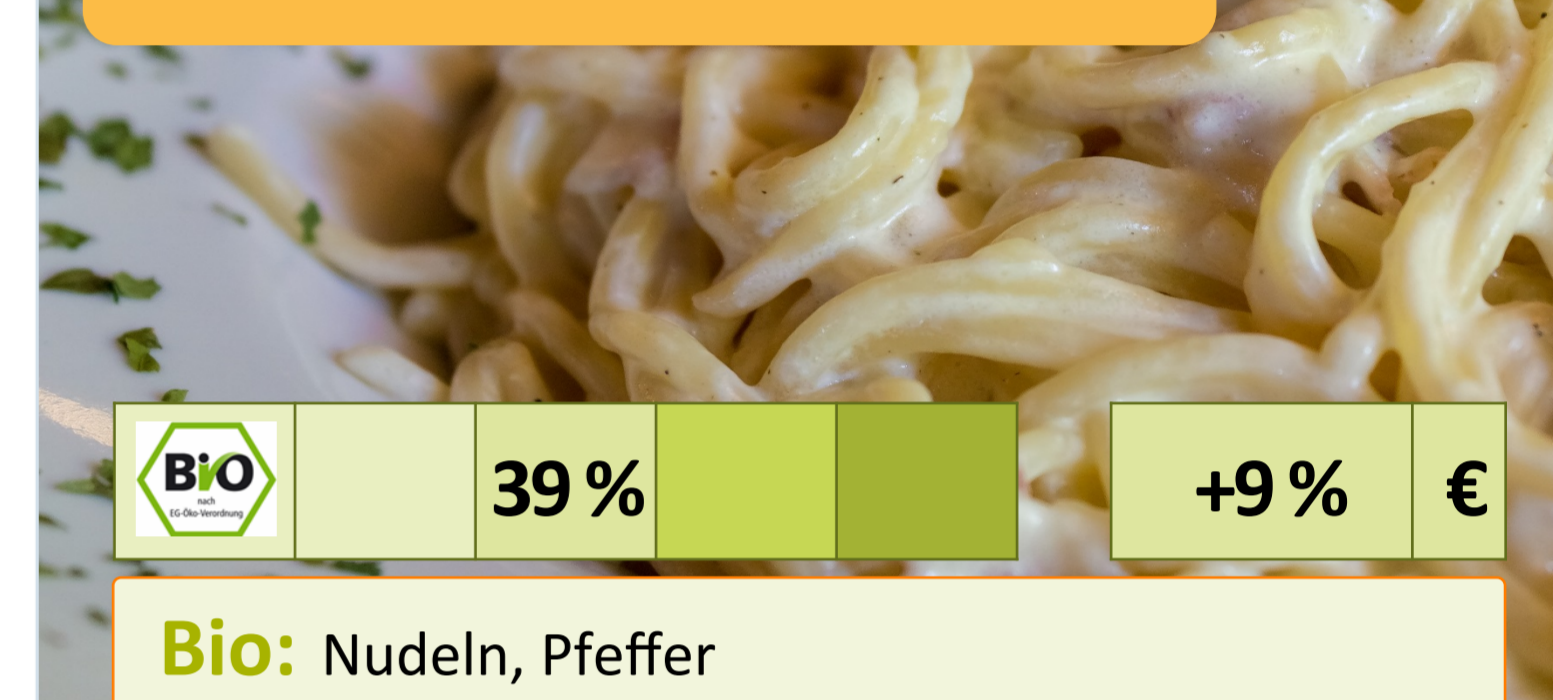 BiO
nach
EG-Öko-Verordnung
39 %
+9 %
€
Bio: Nudeln, Pfeffer